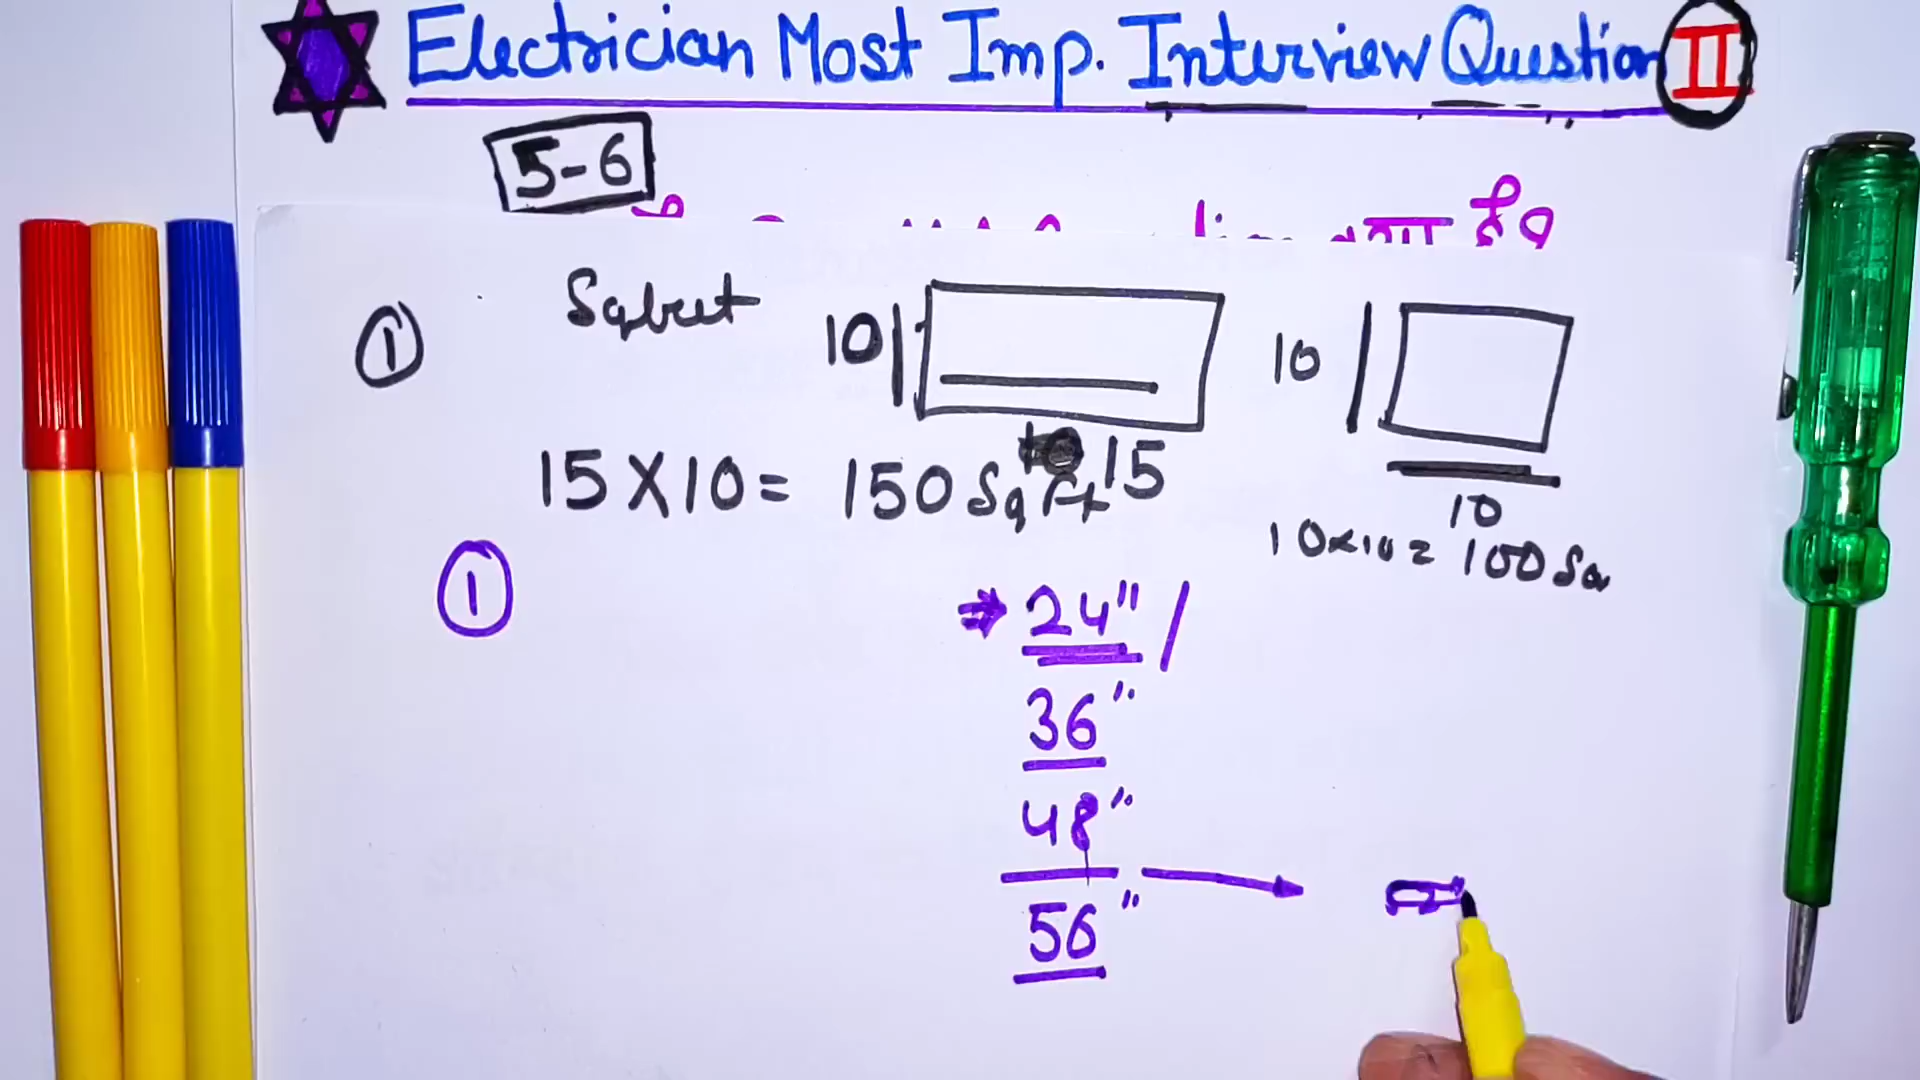 Electrician Most Imp. Interview Question II
5-6
है?
① Sqbeet 10 10
15X10= 150 Sq Ft 15
10
10x10= 100 Sq
① 24" /
36"
48"
56"